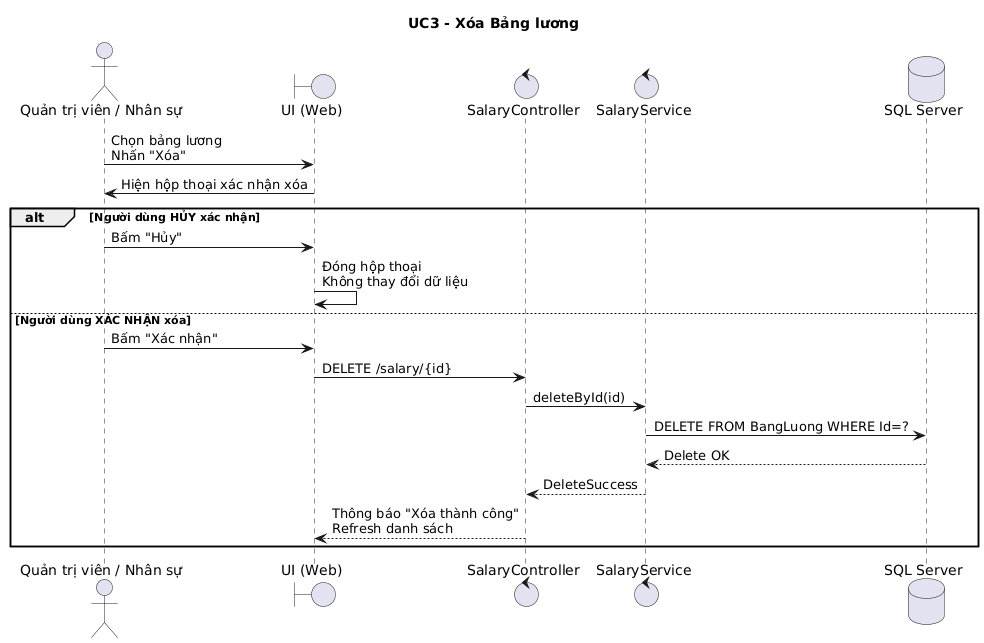 UC3 - Xóa Bảng lương
Quản trị viên / Nhân sự
UI (Web)
SalaryController
SalaryService
SQL Server
Chọn bảng lương
Nhấn "Xóa"
Hiện hộp thoại xác nhận xóa
alt
[Người dùng HỦY xác nhận]
Bấm "Hủy"
Đóng hộp thoại
Không thay đổi dữ liệu
[Người dùng XÁC NHẬN xóa]
Bấm "Xác nhận"
DELETE /salary/{id}
deleteById(id)
DELETE FROM BangLuong WHERE Id=?
Delete OK
DeleteSuccess
Thông báo "Xóa thành công"
Refresh danh sách
Quản trị viên / Nhân sự
UI (Web)
SalaryController
SalaryService
SQL Server